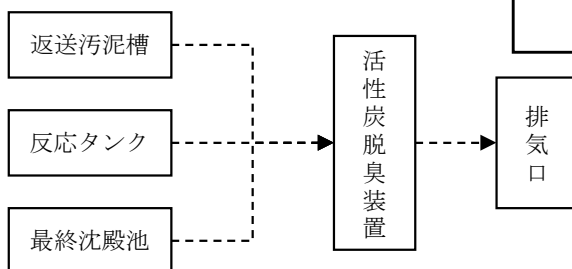 返送汚泥槽
反応タンク
最終沈殿池
活性炭脱臭装置
排気口